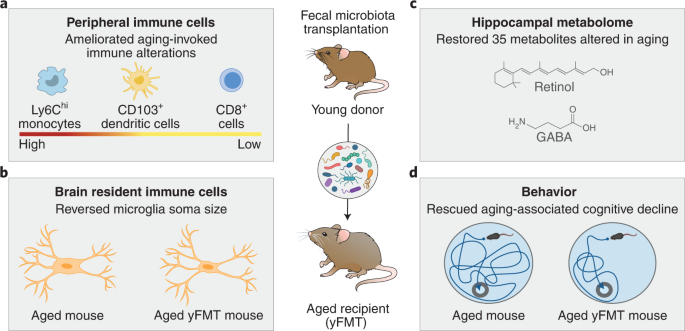 a
Peripheral immune cells
Ameliorated aging-invoked
immune alterations
Ly6Chi
monocytes
CD103+
dendritic cells
CD8+
cells
High
Low
b
Brain resident immune cells
Reversed microglia soma size
Aged mouse
Aged yFMT mouse
Fecal microbiota
transplantation
Young donor
Aged recipient
(yFMT)
c
Hippocampal metabolome
Restored 35 metabolites altered in aging
OH
Retinol
H2N
O
OH
GABA
d
Behavior
Rescued aging-associated cognitive decline
Aged mouse
Aged yFMT mouse